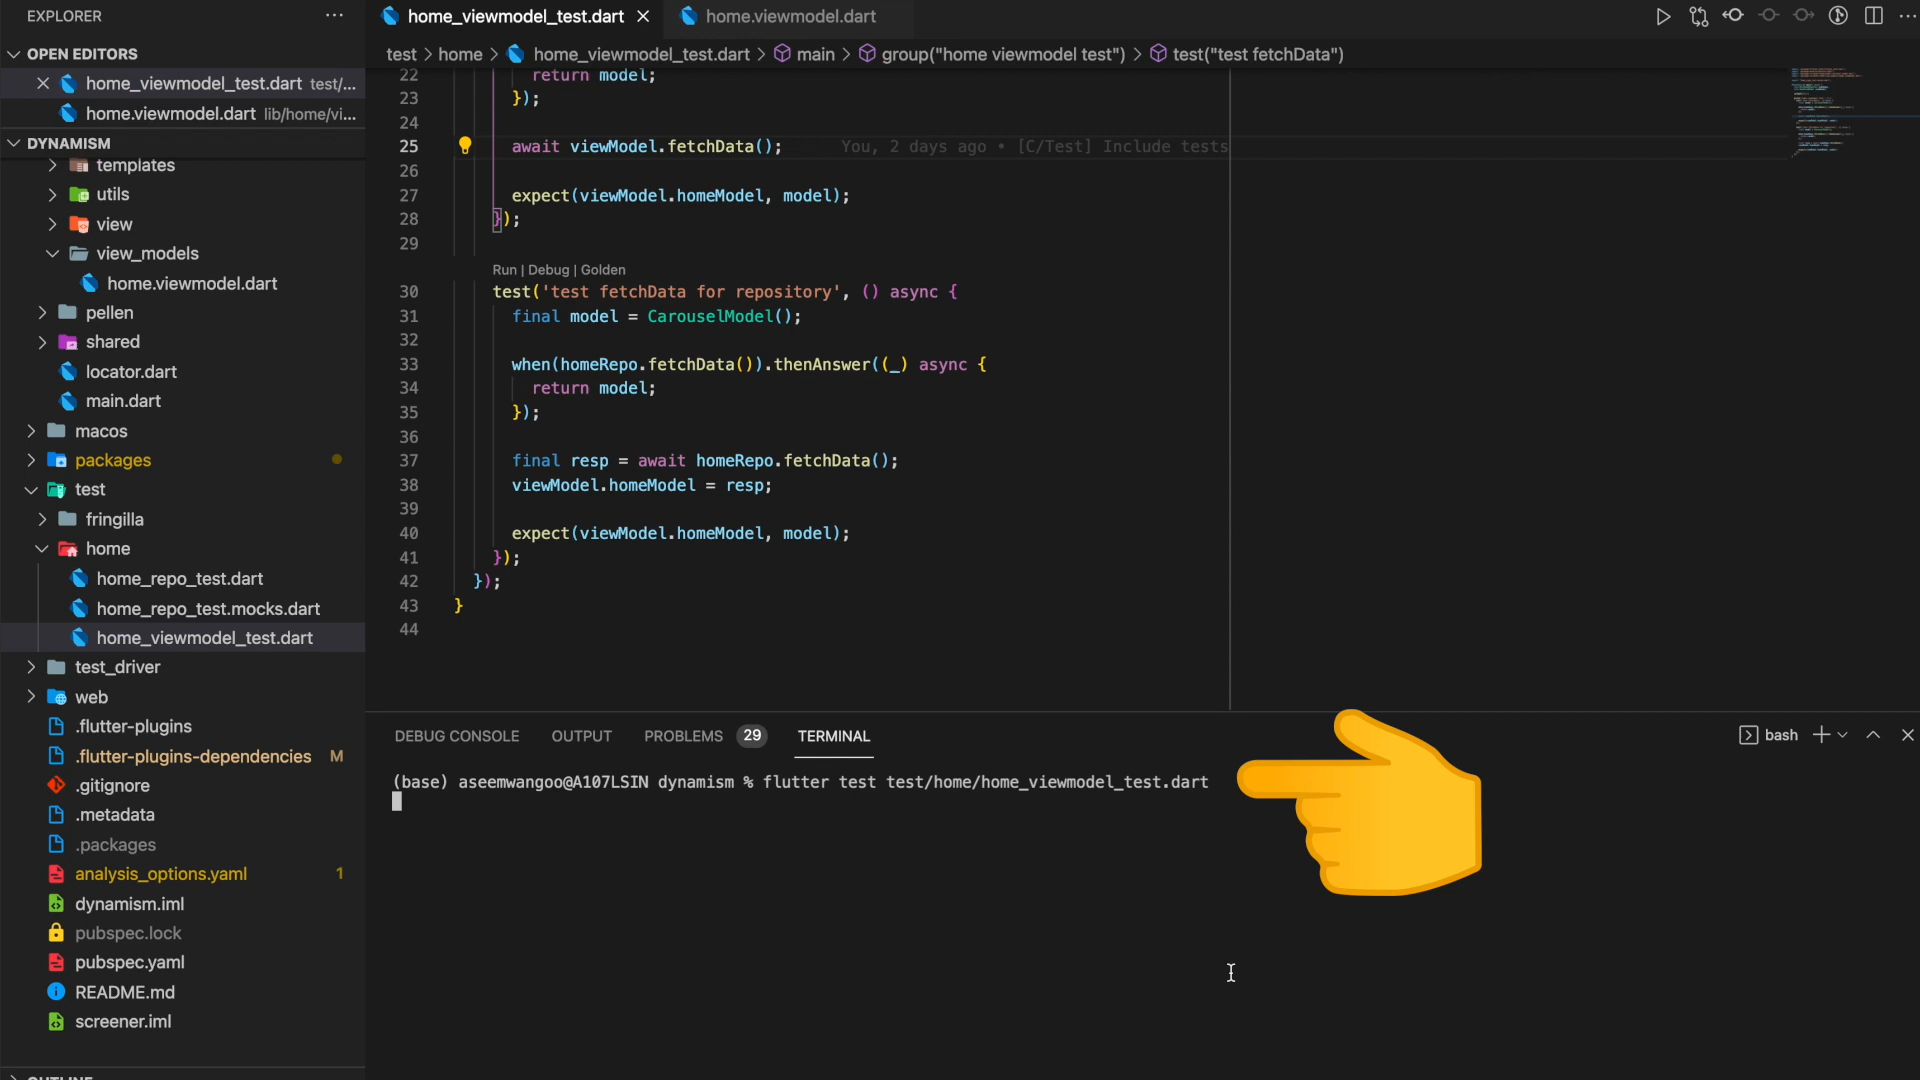 EXPLORER
OPEN EDITORS
home_viewmodel_test.dart test/...
home.viewmodel.dart lib/home/vi...
DYNAMISM
templates
utils
view
view_models
home.viewmodel.dart
pellen
shared
locator.dart
main.dart
macos
packages
test
fringilla
home
home_repo_test.dart
home_repo_test.mocks.dart
home_viewmodel_test.dart
test_driver
web
.flutter-plugins
.flutter-plugins-dependencies M
.gitignore
.metadata
.packages
analysis_options.yaml 1
dynamism.iml
pubspec.lock
pubspec.yaml
README.md
screener.iml
OUTLINE
home_viewmodel_test.dart
home.viewmodel.dart
test > home > home_viewmodel_test.dart > main > group("home viewmodel test") > test("test fetchData")
22 return model;
23 });
24
25 await viewModel.fetchData(); You, 2 days ago • [C/Test] Include tests
26
27 expect(viewModel.homeModel, model);
28 });
29
Run | Debug | Golden
30 test('test fetchData for repository', () async {
31 final model = CarouselModel();
32
33 when(homeRepo.fetchData()).thenAnswer((_) async {
34 return model;
35 });
36
37 final resp = await homeRepo.fetchData();
38 viewModel.homeModel = resp;
39
40 expect(viewModel.homeModel, model);
41 });
42 });
43 }
44
DEBUG CONSOLE OUTPUT PROBLEMS 29 TERMINAL
bash
(base) aseemwangoo@A107LSIN dynamism % flutter test test/home/home_viewmodel_test.dart